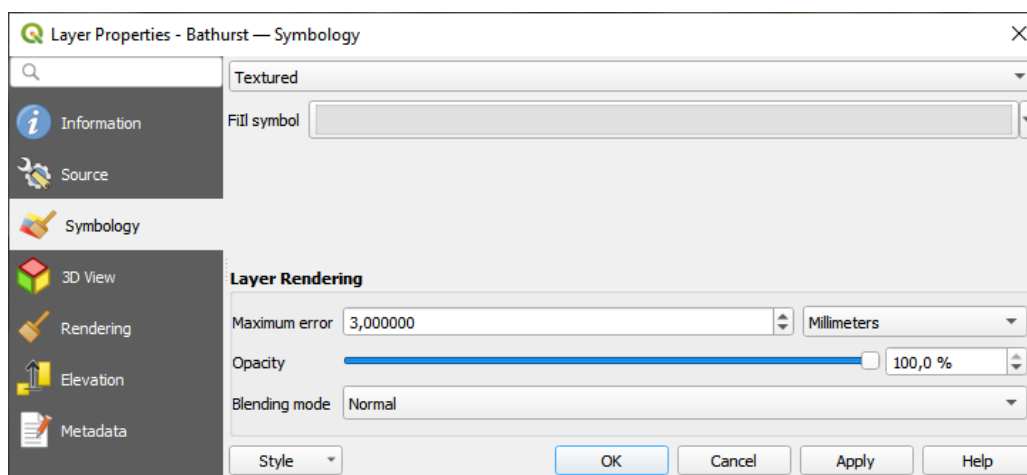 Layer Properties - Bathurst — Symbology
Textured
Information
Fill symbol
Source
Symbology
3D View
Layer Rendering
Maximum error 3,000000 Millimeters
Rendering
Opacity 100,0 %
Elevation
Blending mode Normal
Metadata
Style OK Cancel Apply Help